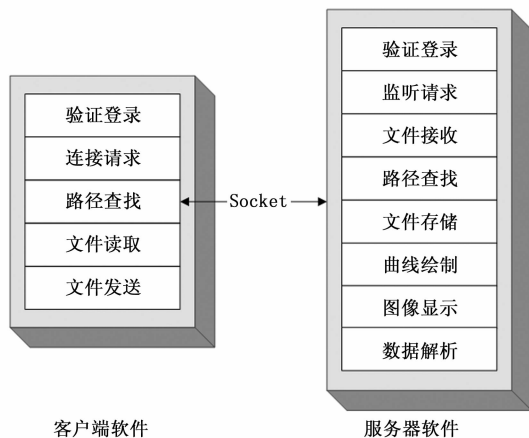 验证登录
连接请求
路径查找
文件读取
文件发送
Socket
验证登录
监听请求
文件接收
路径查找
文件存储
曲线绘制
图像显示
数据解析
客户端软件
服务器软件